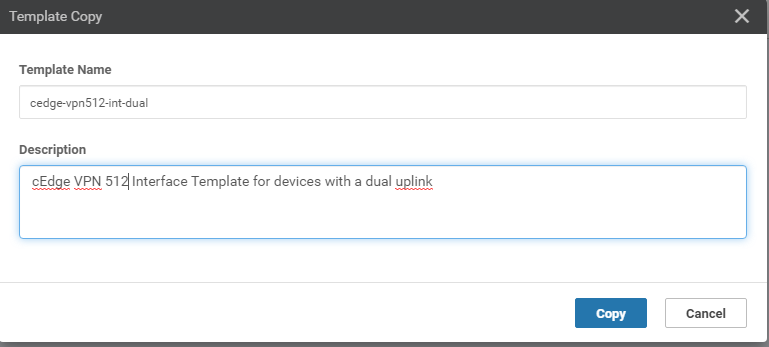 Template Copy
Template Name
cedge-vpn512-int-dual
Description
cEdge VPN 512 Interface Template for devices with a dual uplink
Copy Cancel